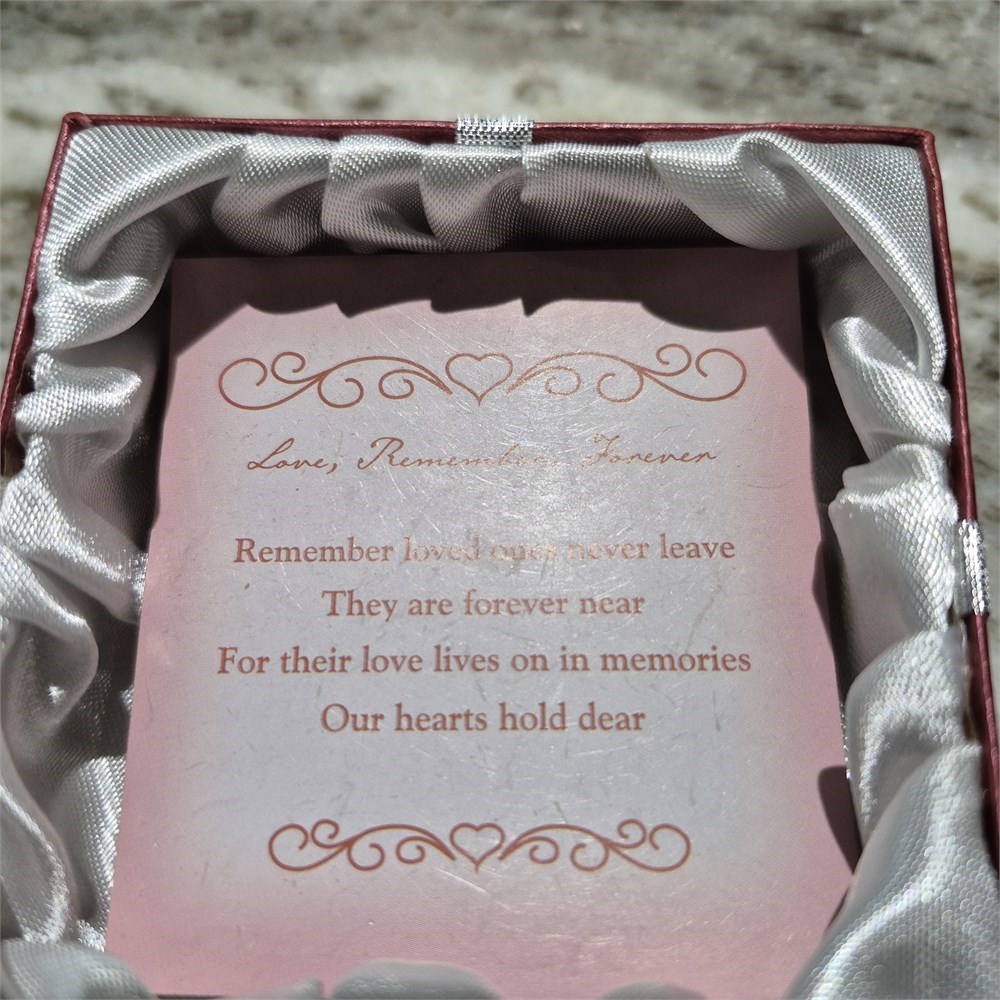 Love, Remember, Forever
Remember loved ones never leave
They are forever near
For their love lives on in memories
Our hearts hold dear